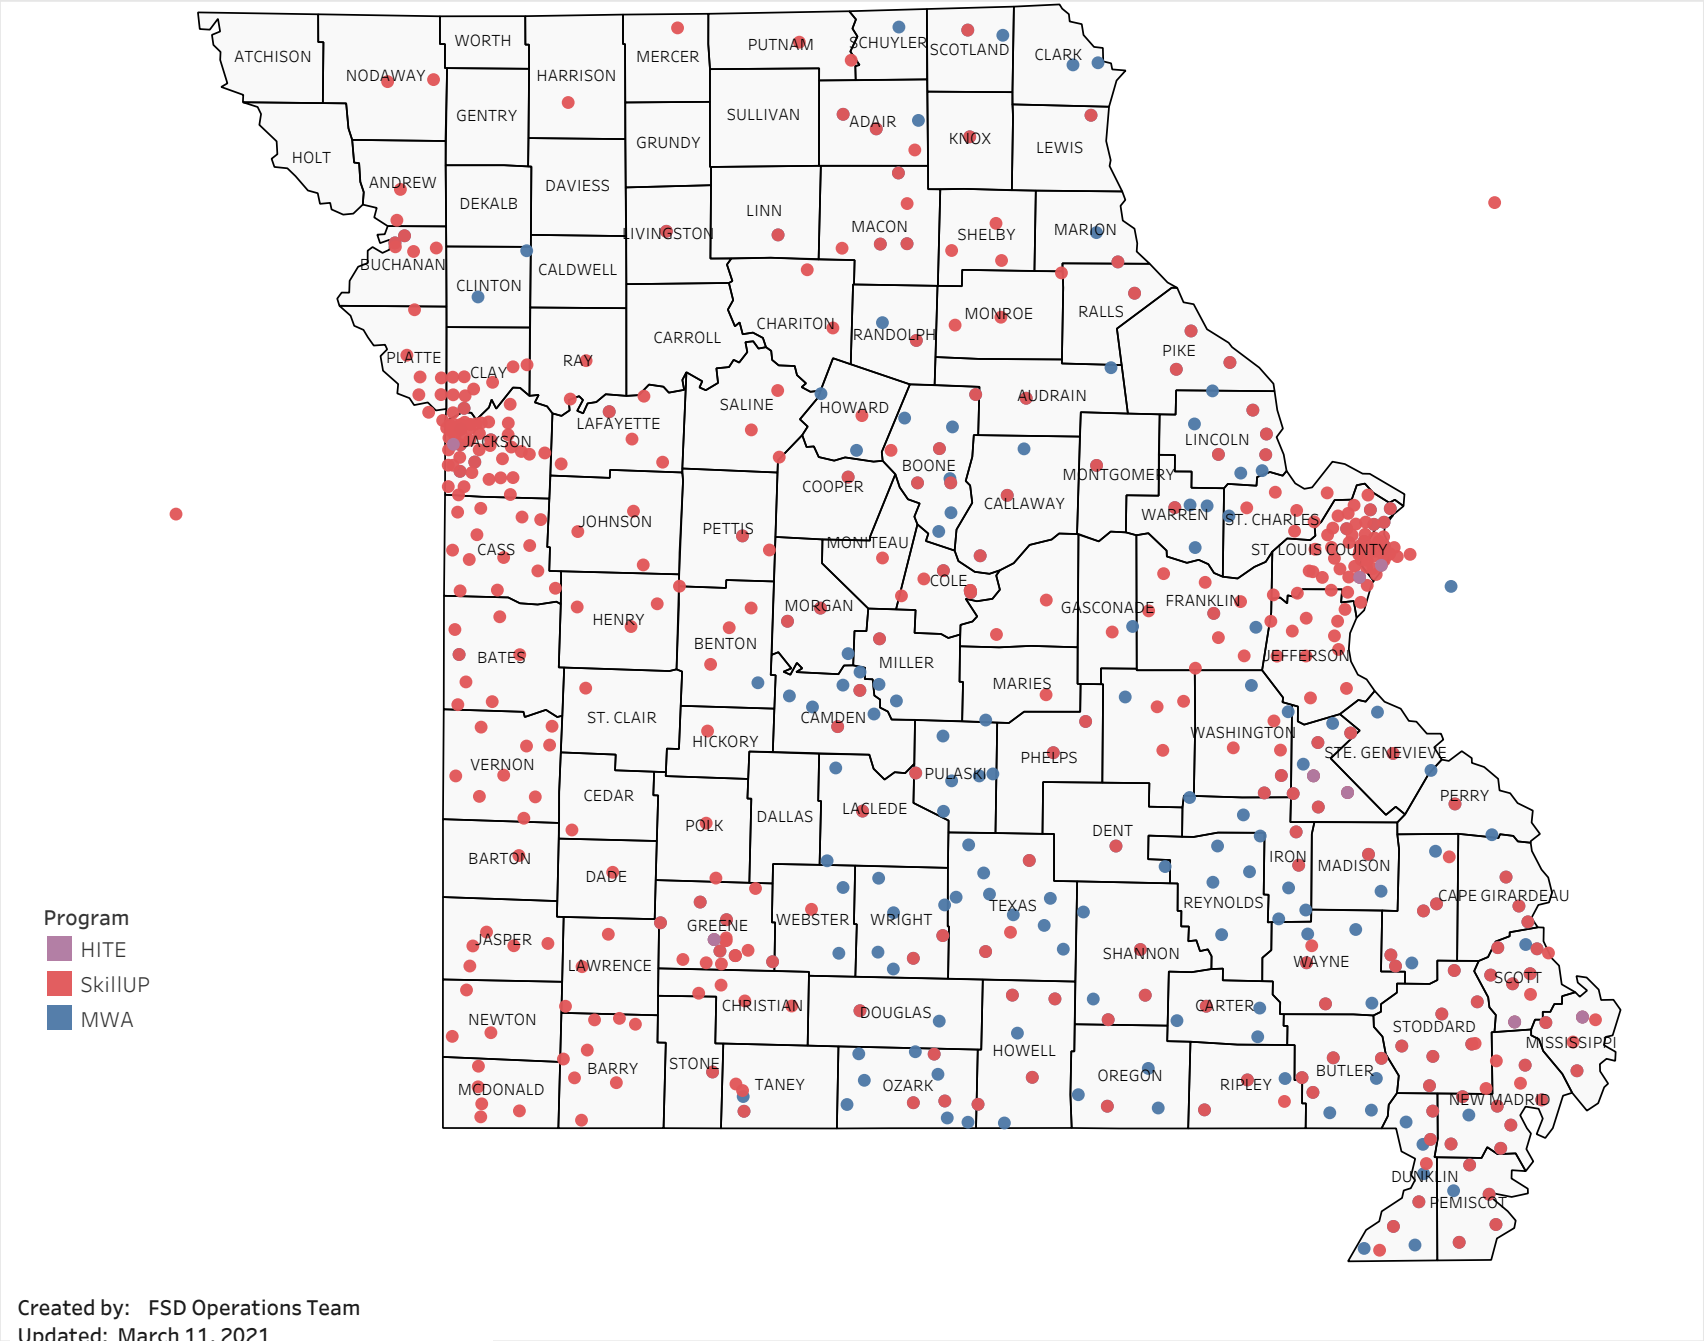 ATCHISON
NODAWAY
WORTH
HARRISON
MERCER
PUTNAM
SCHUYLER
SCOTLAND
CLARK
GENTRY
SULLIVAN
ADAIR
KNOX
LEWIS
HOLT
GRUNDY
ANDREW
DEKALB
DAVIESS
LINN
MACON
SHELBY
MARION
LIVINGSTON
BUCHANAN
CLINTON
CALDWELL
CHARITON
RANDOLPH
MONROE
RALLS
CARROLL
PLATTE
CLAY
RAY
PIKE
SALINE
HOWARD
AUDRAIN
LAFAYETTE
JACKSON
LINCOLN
BOONE
MONTGOMERY
COOPER
CALLAWAY
WARREN
ST. CHARLES
JOHNSON
PETTIS
MONITEAU
CASS
ST. LOUIS COUNTY
COLE
MORGAN
GASCONADE
FRANKLIN
HENRY
BENTON
BATES
MILLER
JEFFERSON
MARIES
ST. CLAIR
CAMDEN
HICKORY
WASHINGTON
STE. GENEVIEVE
VERNON
PULASKI
PHELPS
CEDAR
PERRY
POLK
DALLAS
LACLEDE
DENT
BARTON
DADE
IRON
MADISON
CAPE GIRARDEAU
REYNOLDS
TEXAS
WEBSTER
WRIGHT
GREENE
JASPER
LAWRENCE
SHANNON
WAYNE
SCOTT
CHRISTIAN
CARTER
NEWTON
DOUGLAS
STODDARD
MISSISSIPPI
HOWELL
STONE
BARRY
OREGON
BUTLER
RIPLEY
TANEY
OZARK
MCDONALD
NEW MADRID
DUNKLIN
PEMISCOT
Program
HITE
SkillUP
MWA
Created by: FSD Operations Team
Updated: March 11, 2021